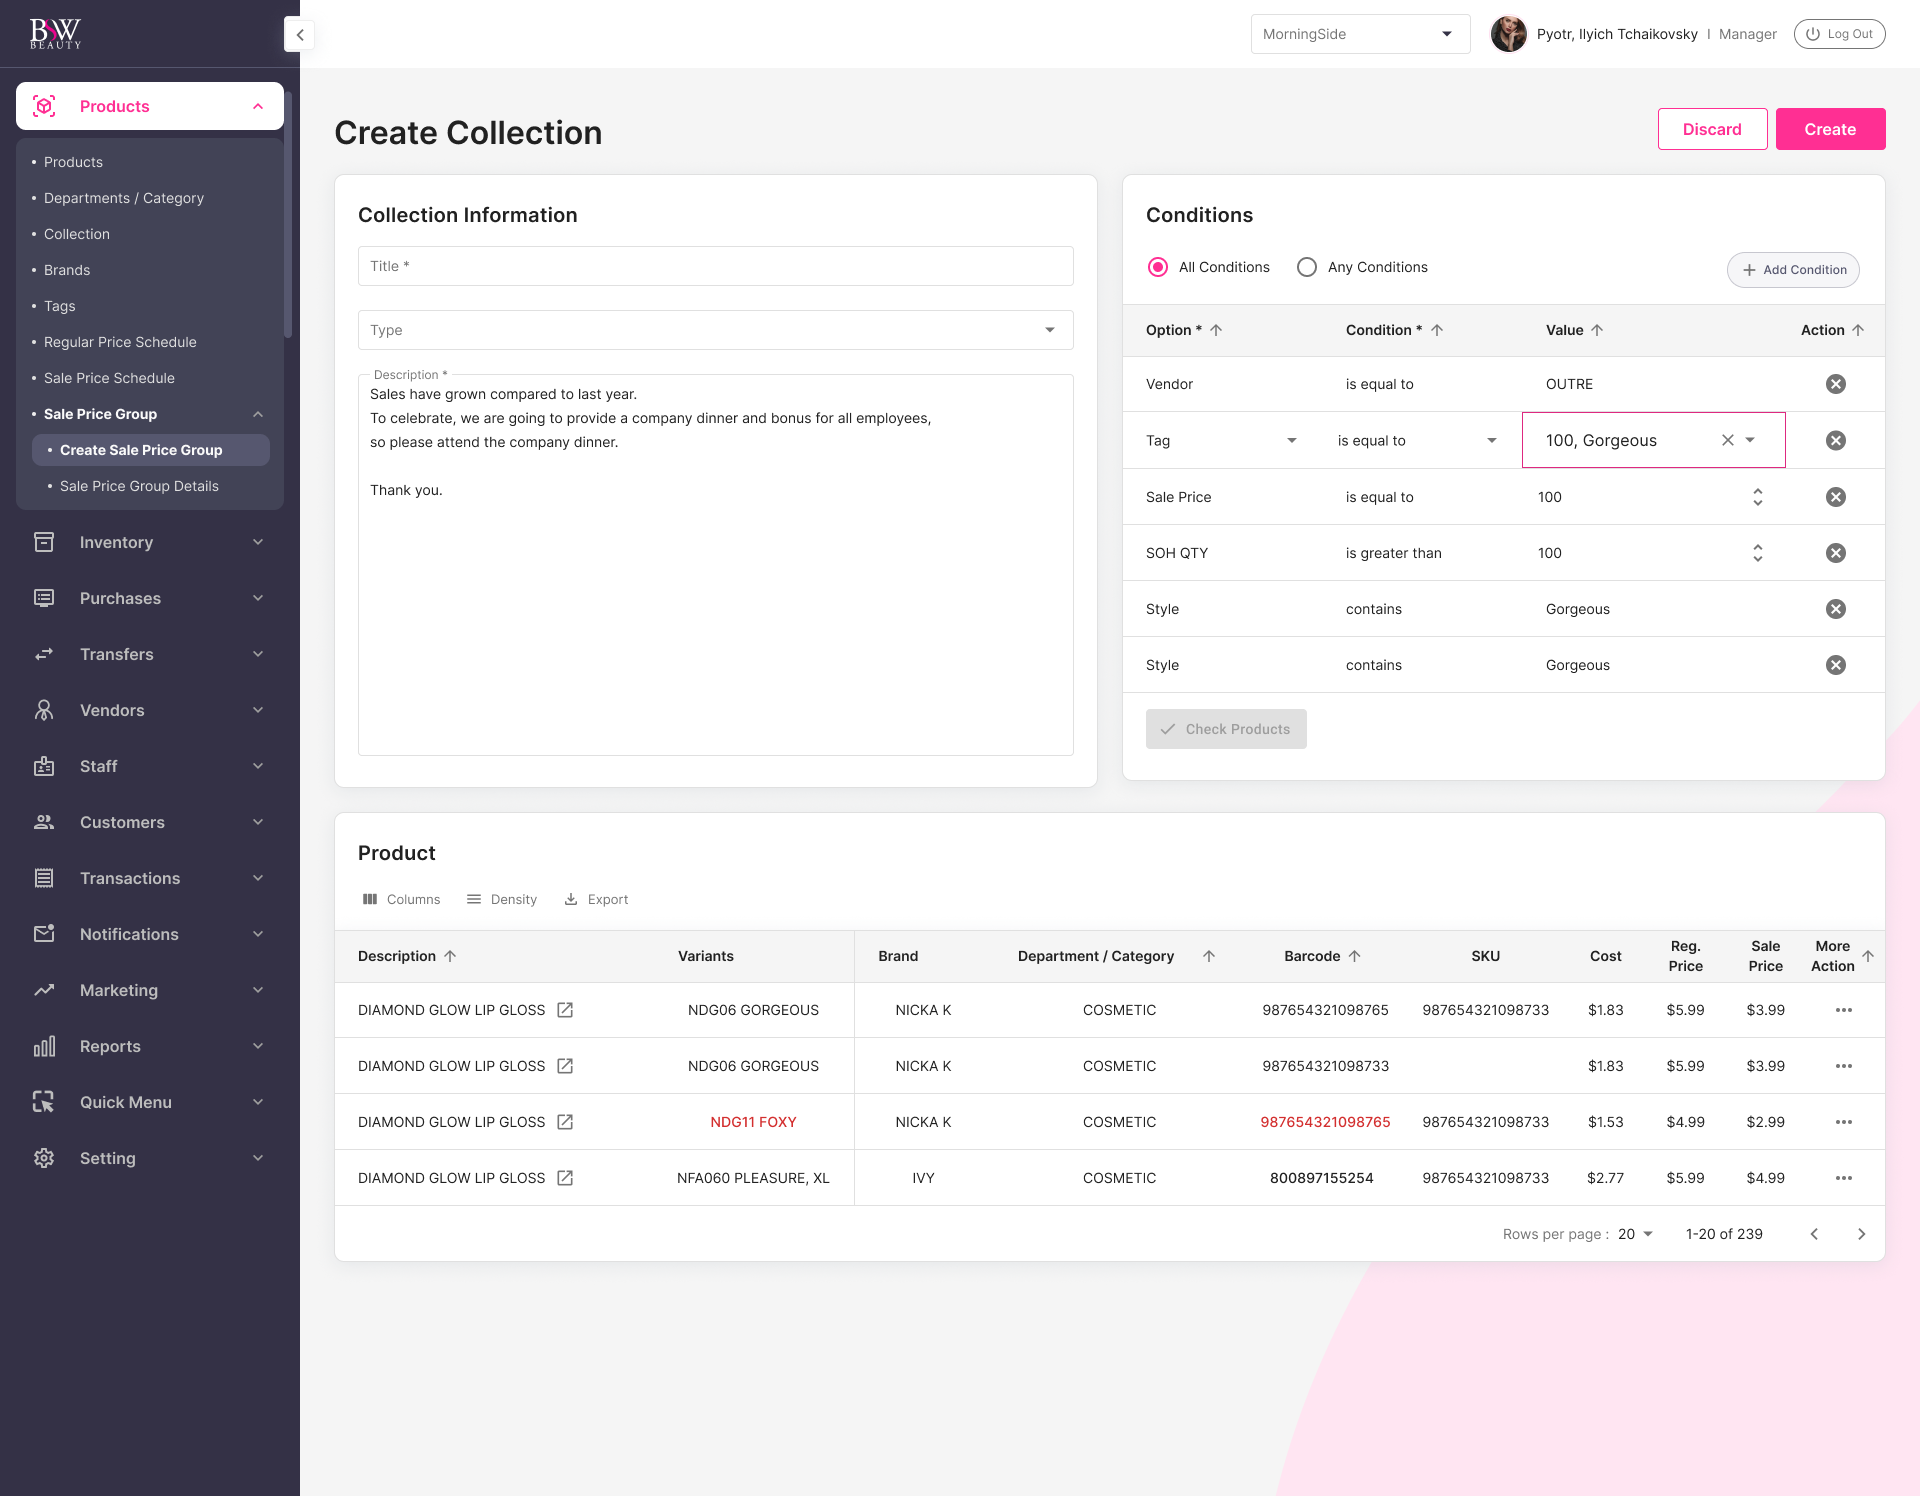 BSW
BEAUTY
MorningSide
Pyotr, Ilyich Tchaikovsky | Manager
Log Out
Products
• Products
• Departments / Category
• Collection
• Brands
• Tags
• Regular Price Schedule
• Sale Price Schedule
• Sale Price Group
• Create Sale Price Group
• Sale Price Group Details
Inventory
Purchases
Transfers
Vendors
Staff
Customers
Transactions
Notifications
Marketing
Reports
Quick Menu
Setting
Create Collection
Discard
Create
Collection Information
Title *
Type
Description *
Sales have grown compared to last year.
To celebrate, we are going to provide a company dinner and bonus for all employees,
so please attend the company dinner.
Thank you.
Conditions
All Conditions
Any Conditions
Add Condition
Option * Condition * Value Action
Vendor is equal to OUTRE
Tag is equal to 100, Gorgeous
Sale Price is equal to 100
SOH QTY is greater than 100
Style contains Gorgeous
Style contains Gorgeous
Check Products
Product
Columns Density Export
Description Variants Brand Department / Category Barcode SKU Cost Reg. Price Sale Price More Action
DIAMOND GLOW LIP GLOSS NDG06 GORGEOUS NICKA K COSMETIC 987654321098765 987654321098733 $1.83 $5.99 $3.99
DIAMOND GLOW LIP GLOSS NDG06 GORGEOUS NICKA K COSMETIC 987654321098733 $1.83 $5.99 $3.99
DIAMOND GLOW LIP GLOSS NDG11 FOXY NICKA K COSMETIC 987654321098765 987654321098733 $1.53 $4.99 $2.99
DIAMOND GLOW LIP GLOSS NFA060 PLEASURE, XL IVY COSMETIC 800897155254 987654321098733 $2.77 $5.99 $4.99
Rows per page : 20 1-20 of 239